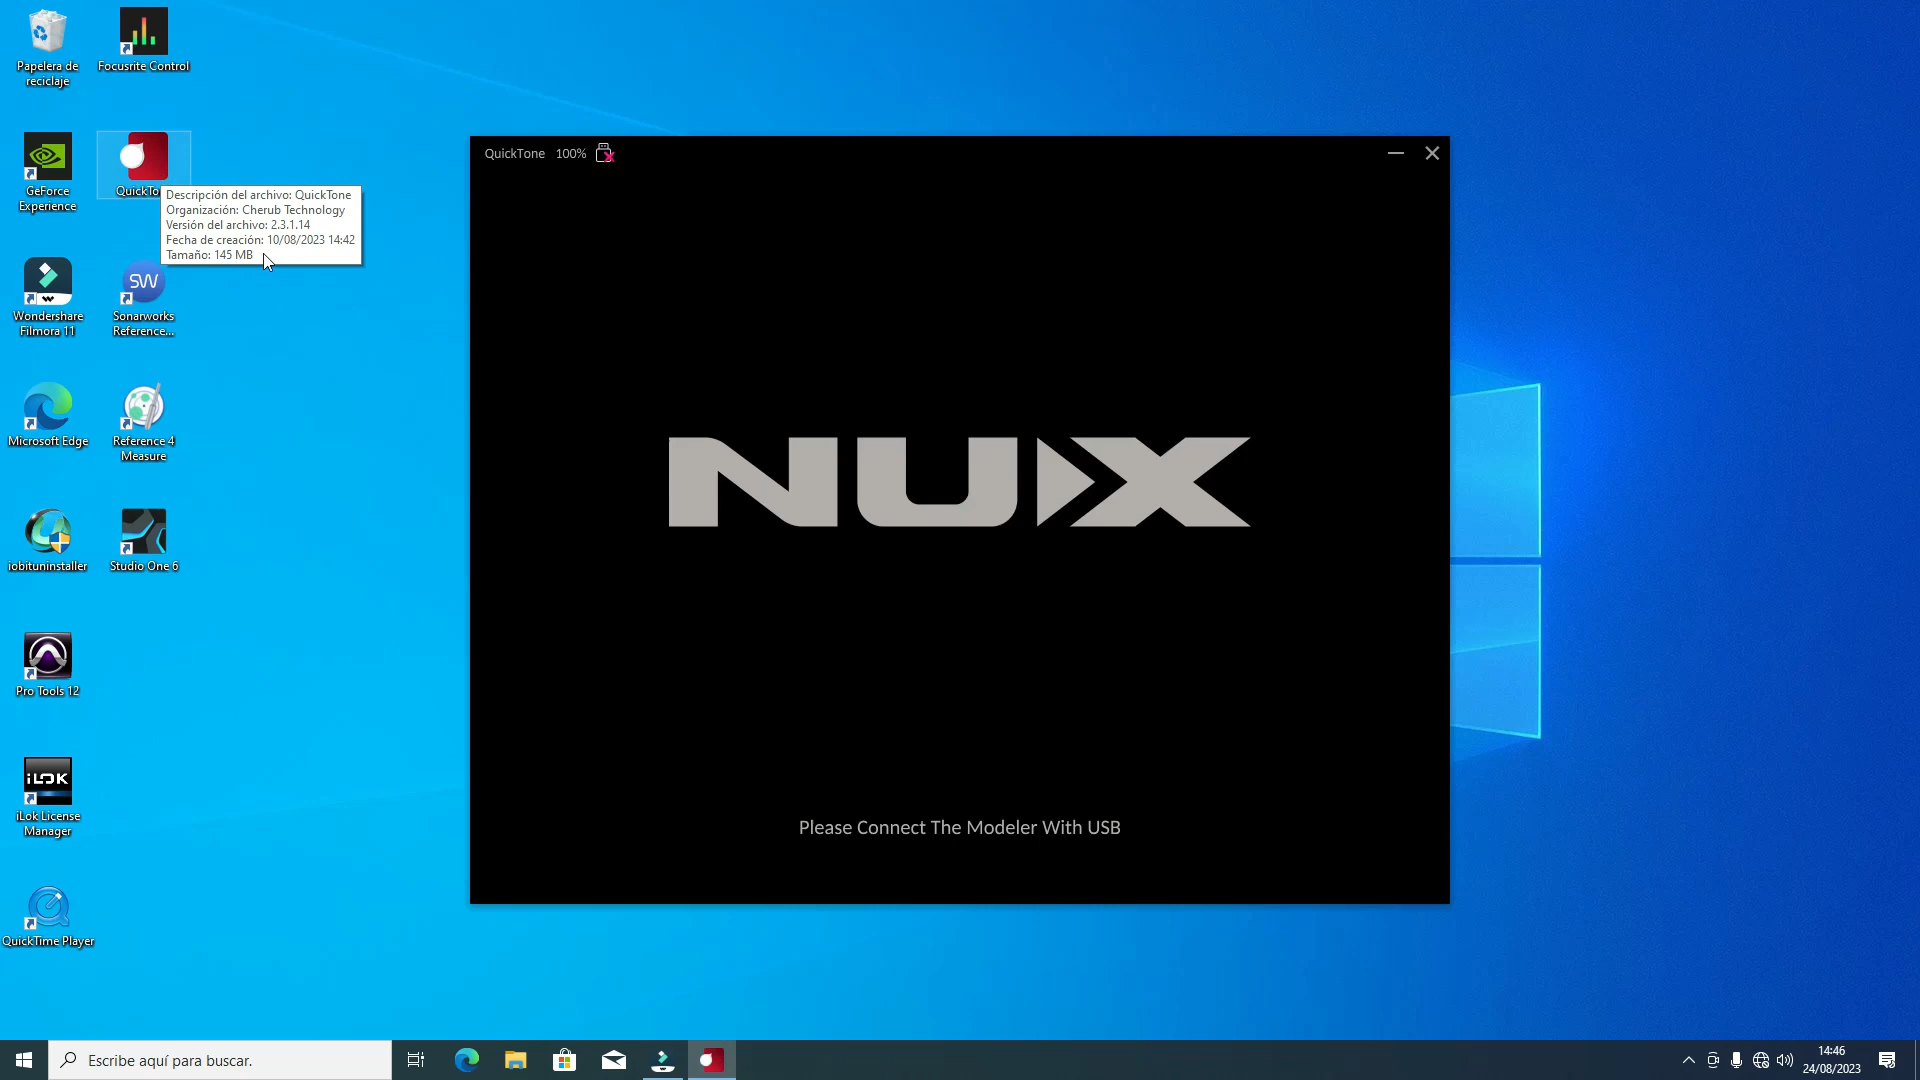 Papelera de
reciclaje
Focusrite Control
GeForce
Experience
QuickTo
Descripción del archivo: QuickTone
Organización: Cherub Technology
Versión del archivo: 2.3.1.14
Fecha de creación: 10/08/2023 14:42
Tamaño: 145 MB
Wondershare
Filmora 11
SW
Sonarworks
Reference...
Microsoft Edge
Reference 4
Measure
iobituninstaller
Studio One 6
Pro Tools 12
iLOK
iLok License
Manager
QuickTime Player
QuickTone 100%
NUX
Please Connect The Modeler With USB
Escribe aquí para buscar.
14:46
24/08/2023